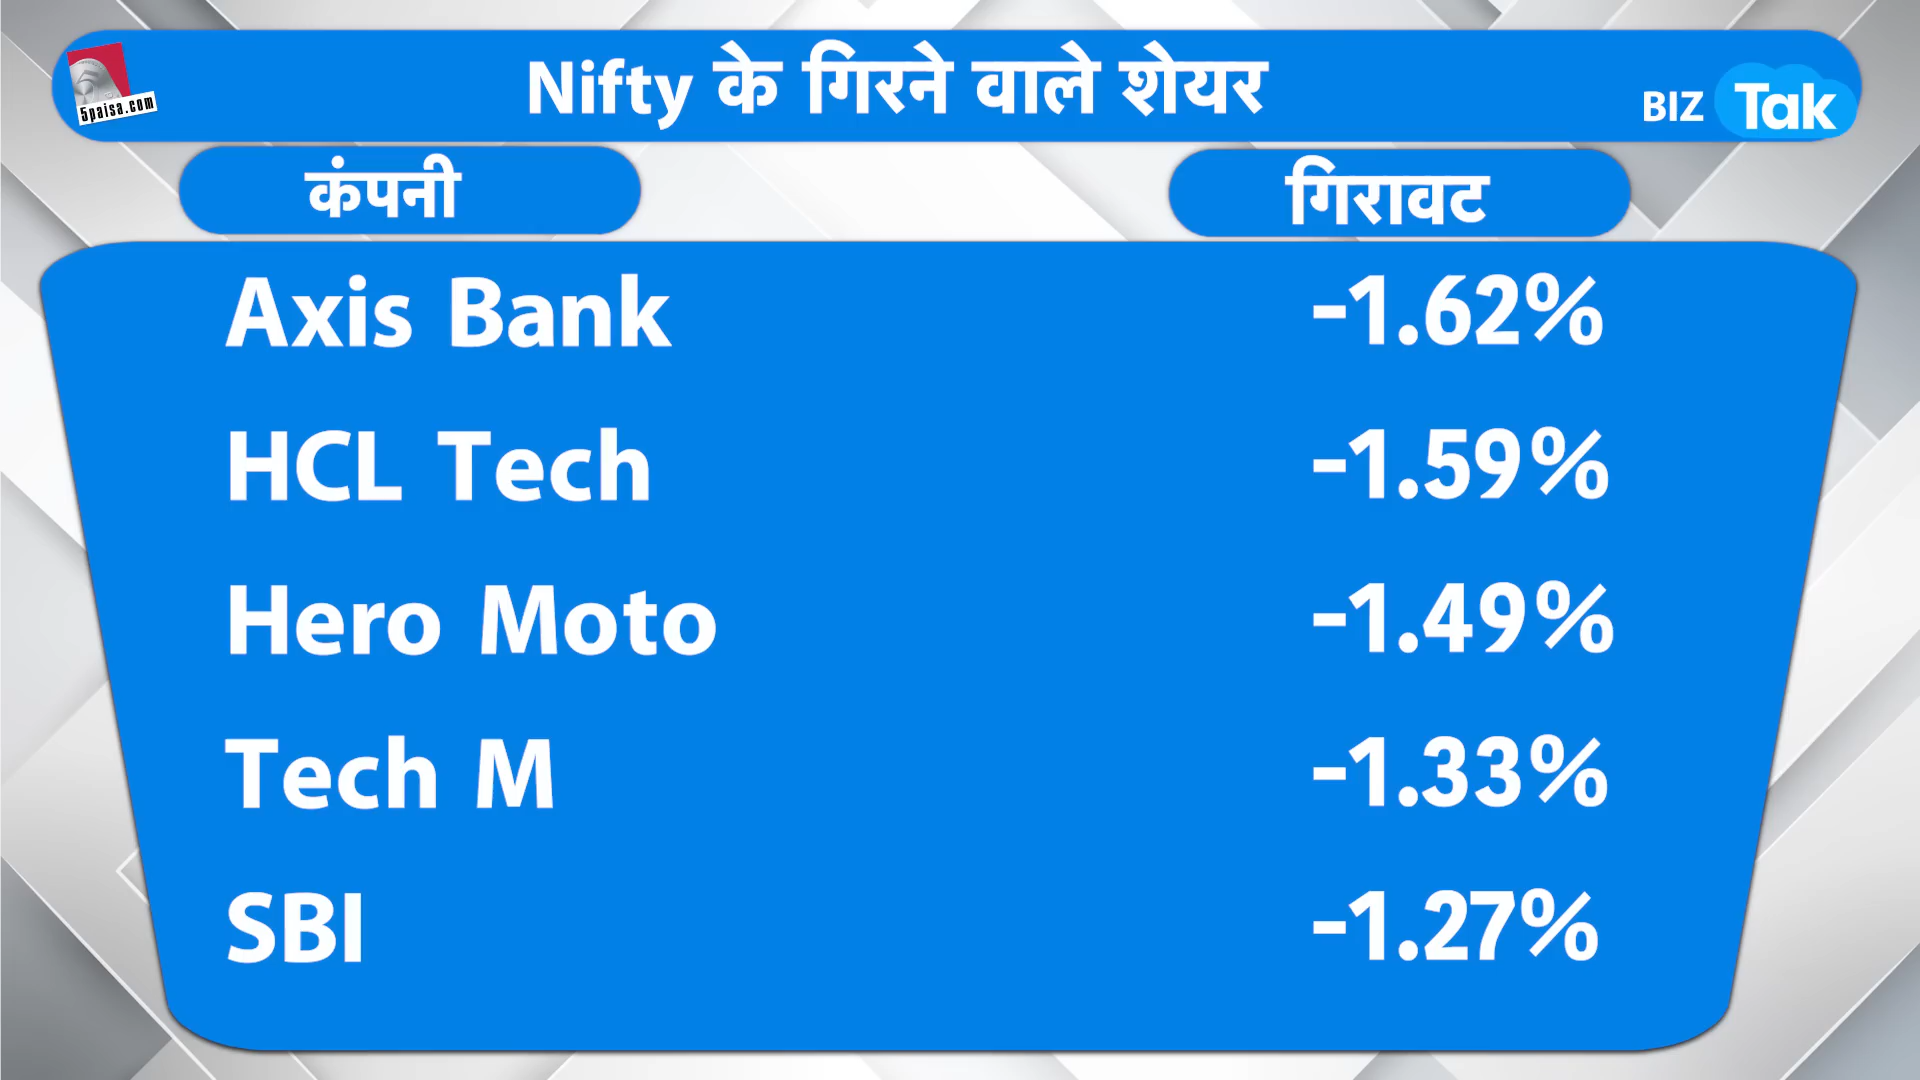 Nifty के गिरने वाले शेयर
5paisa.com
BIZ Tak
कंपनी गिरावट
Axis Bank -1.62%
HCL Tech -1.59%
Hero Moto -1.49%
Tech M -1.33%
SBI -1.27%